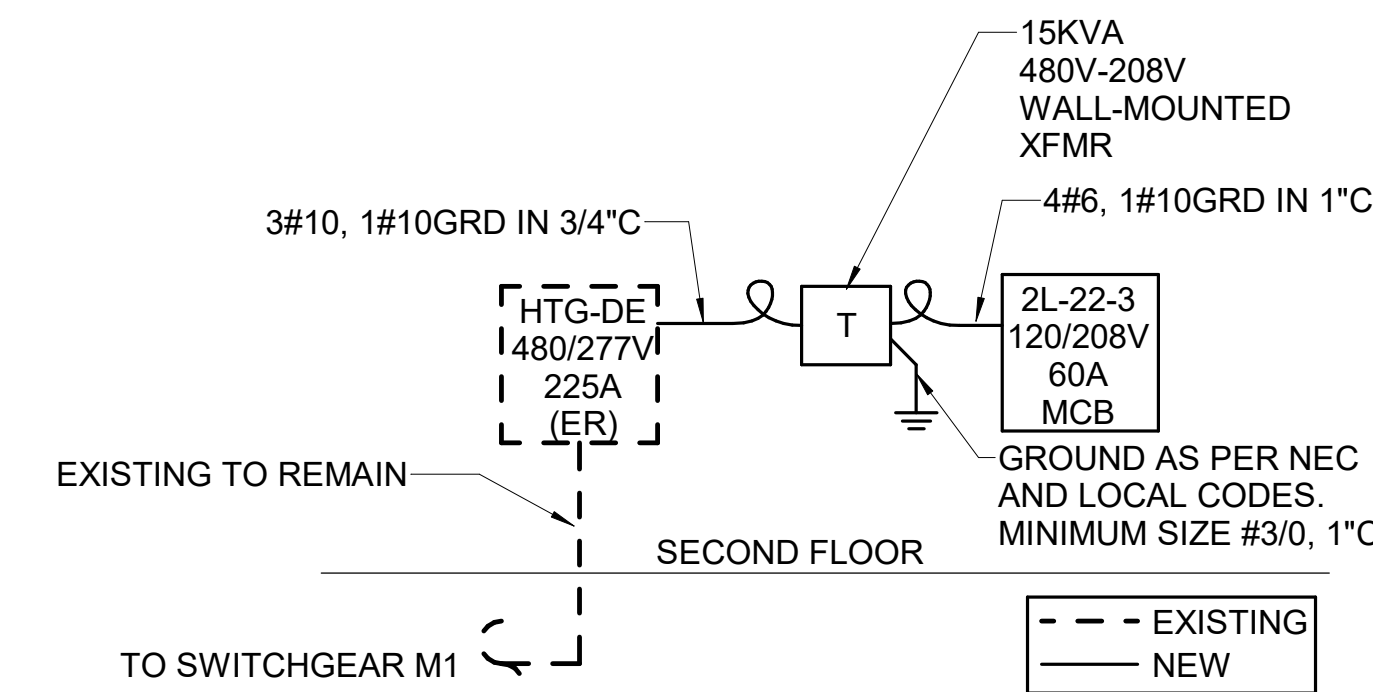 15KVA
480V-208V
WALL-MOUNTED
XFMR
3#10, 1#10GRD IN 3/4"C
4#6, 1#10GRD IN 1"C
HTG-DE
480/277V
225A
(ER)
T
2L-22-3
120/208V
60A
MCB
EXISTING TO REMAIN
GROUND AS PER NEC
AND LOCAL CODES.
MINIMUM SIZE #3/0, 1"C
SECOND FLOOR
TO SWITCHGEAR M1
EXISTING
NEW